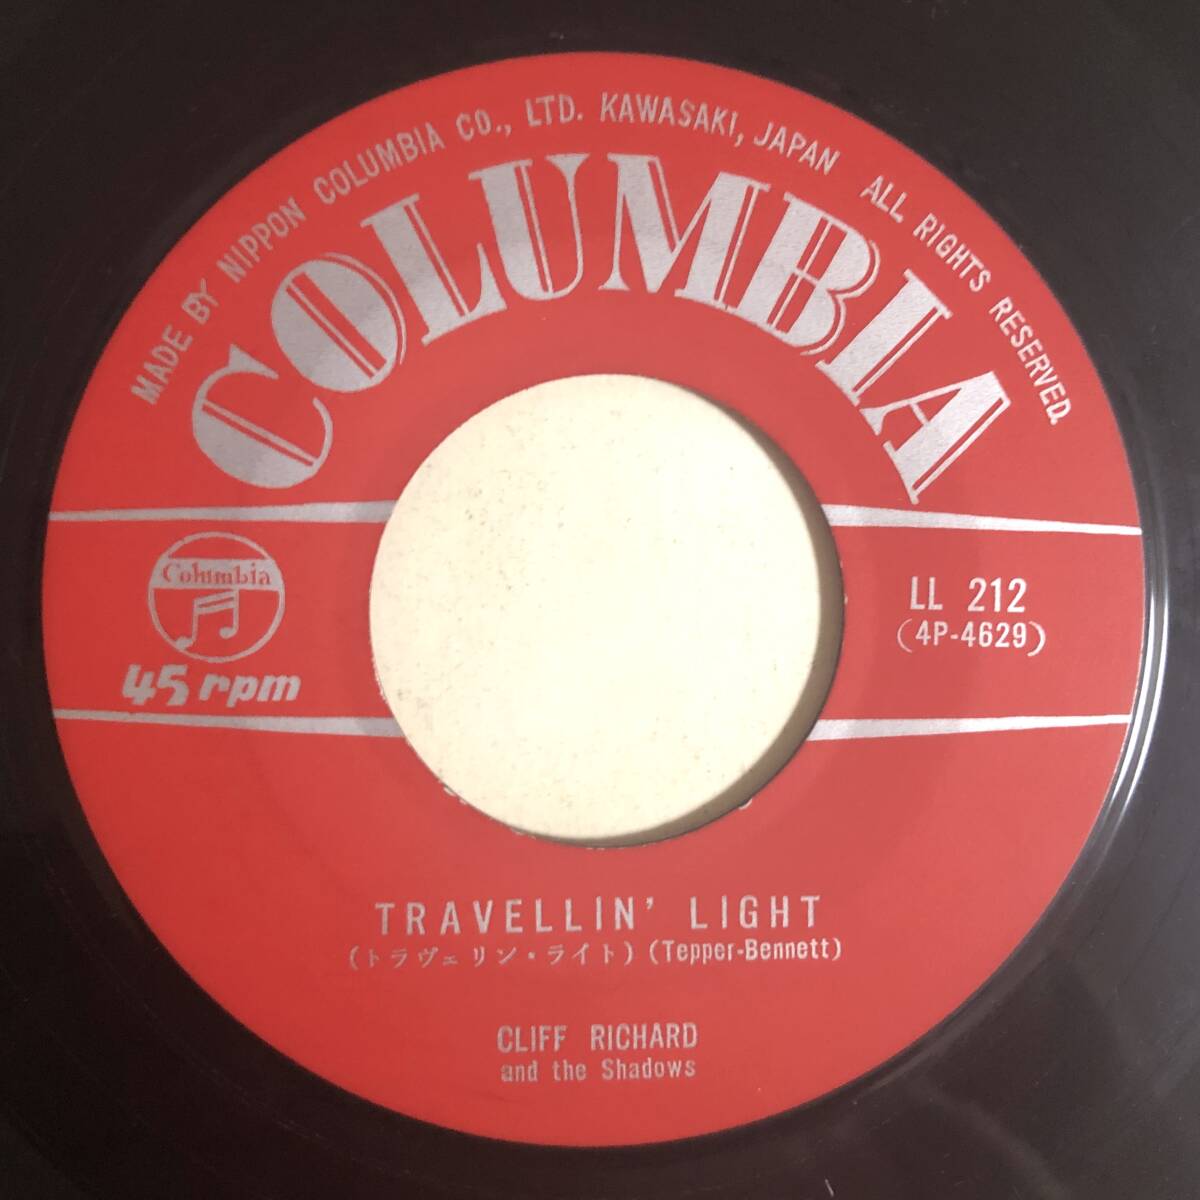 MADE BY NIPPON COLUMBIA CO., LTD. KAWASAKI, JAPAN ALL RIGHTS RESERVED.
COLUMBIA
Columbia
45 rpm
LL 212
(4P-4629)
TRAVELLIN' LIGHT
(トラヴェリン・ライト) (Tepper-Bennett)
CLIFF RICHARD
and the Shadows